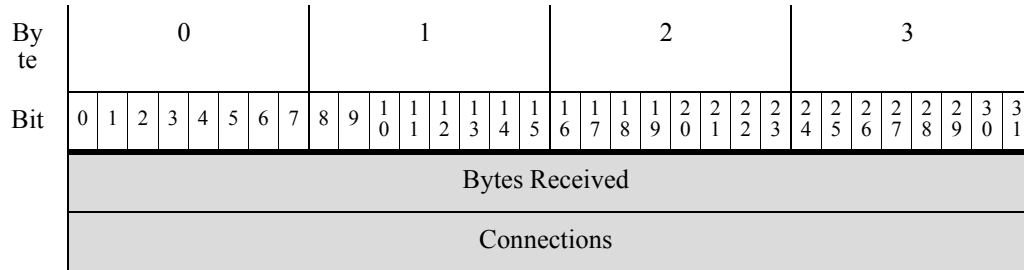 By
te 0 1 2 3
Bit 0 1 2 3 4 5 6 7 8 9 10 11 12 13 14 15 16 17 18 19 20 21 22 23 24 25 26 27 28 29 30 31
Bytes Received
Connections